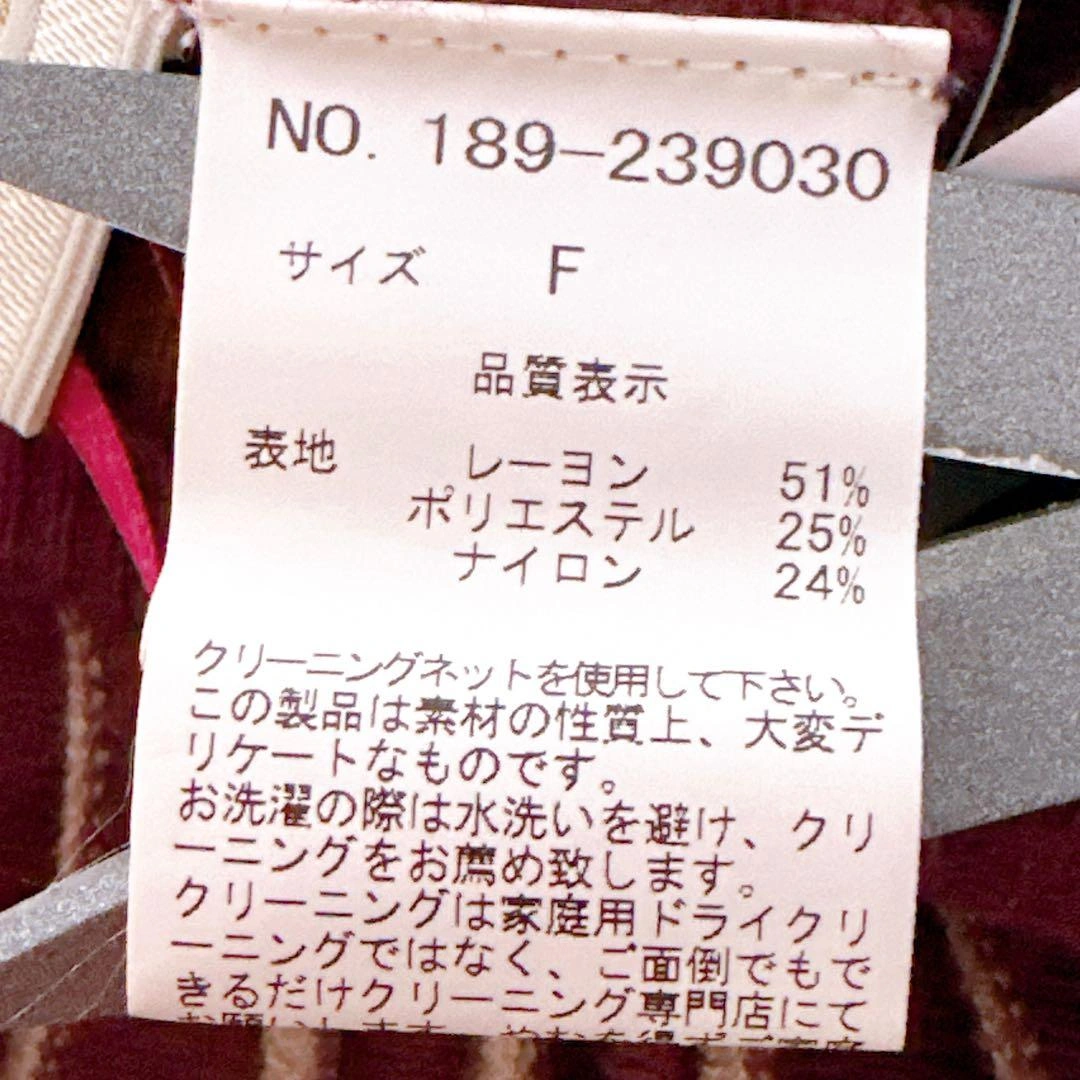 NO. 189-239030
サイズ F
品質表示
表地 レーヨン 51%
ポリエステル 25%
ナイロン 24%
クリーニングネットを使用して下さい。
この製品は素材の性質上、大変デ
リケートなものです。
お洗濯の際は水洗いを避け、クリ
ーニングをお薦め致します。
クリーニングは家庭用ドライクリ
ーニングではなく、ご面倒でもで
きるだけクリーニング専門店にて
お願いします